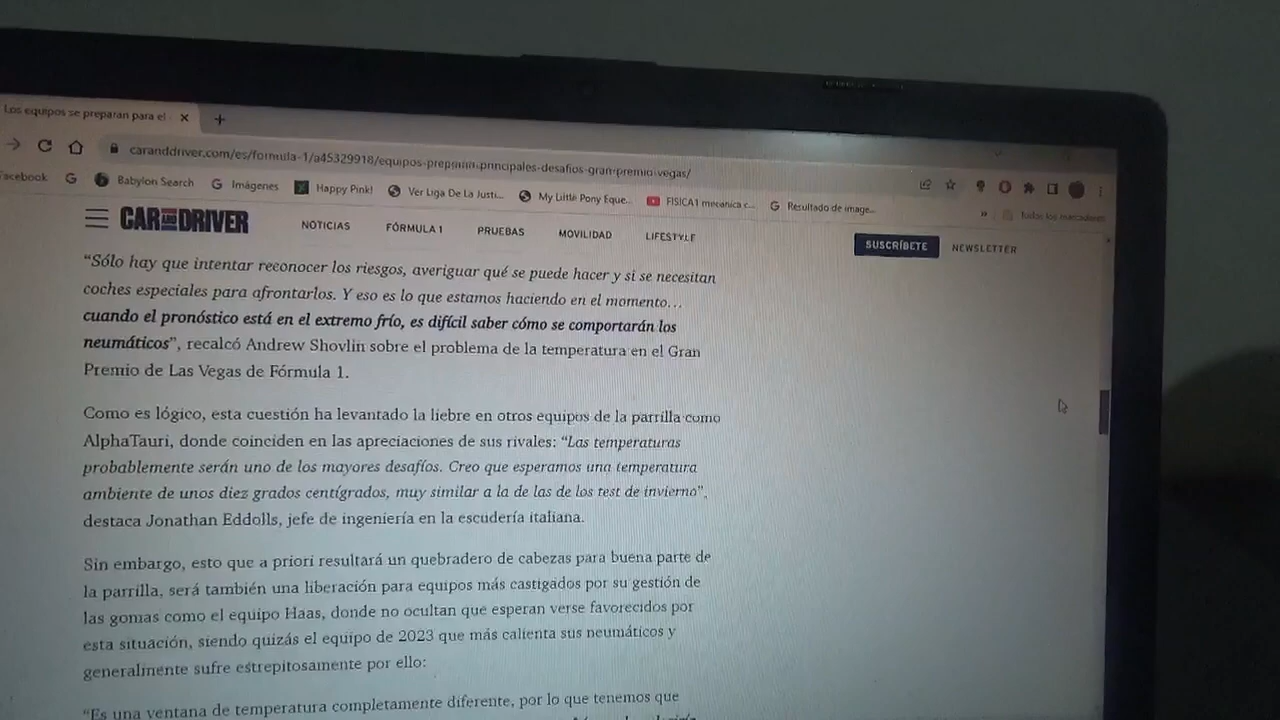 Los equipos se preparan para el
caranddriver.com/es/formula-1/a45329918/equipos-preparan-principales-desafios-gran-premio-vegas/
Facebook
Babylon Search
Imágenes
Happy Pink!
Ver Liga De La Justi...
My Little Pony Eque...
FISICA1 mecanica c...
Resultado de image...
» Todos los marcadores
CAR AND DRIVER
NOTICIAS
FÓRMULA 1
PRUEBAS
MOVILIDAD
LIFESTYLE
SUSCRÍBETE
NEWSLETTER
“Sólo hay que intentar reconocer los riesgos, averiguar qué se puede hacer y si se necesitan
coches especiales para afrontarlos. Y eso es lo que estamos haciendo en el momento...
cuando el pronóstico está en el extremo frío, es difícil saber cómo se comportarán los
neumáticos”, recalcó Andrew Shovlin sobre el problema de la temperatura en el Gran
Premio de Las Vegas de Fórmula 1.
Como es lógico, esta cuestión ha levantado la liebre en otros equipos de la parrilla como
AlphaTauri, donde coinciden en las apreciaciones de sus rivales: “Las temperaturas
probablemente serán uno de los mayores desafíos. Creo que esperamos una temperatura
ambiente de unos diez grados centígrados, muy similar a la de las de los test de invierno”,
destaca Jonathan Eddolls, jefe de ingeniería en la escudería italiana.
Sin embargo, esto que a priori resultará un quebradero de cabezas para buena parte de
la parrilla, será también una liberación para equipos más castigados por su gestión de
las gomas como el equipo Haas, donde no ocultan que esperan verse favorecidos por
esta situación, siendo quizás el equipo de 2023 que más calienta sus neumáticos y
generalmente sufre estrepitosamente por ello:
“Es una ventana de temperatura completamente diferente, por lo que tenemos que